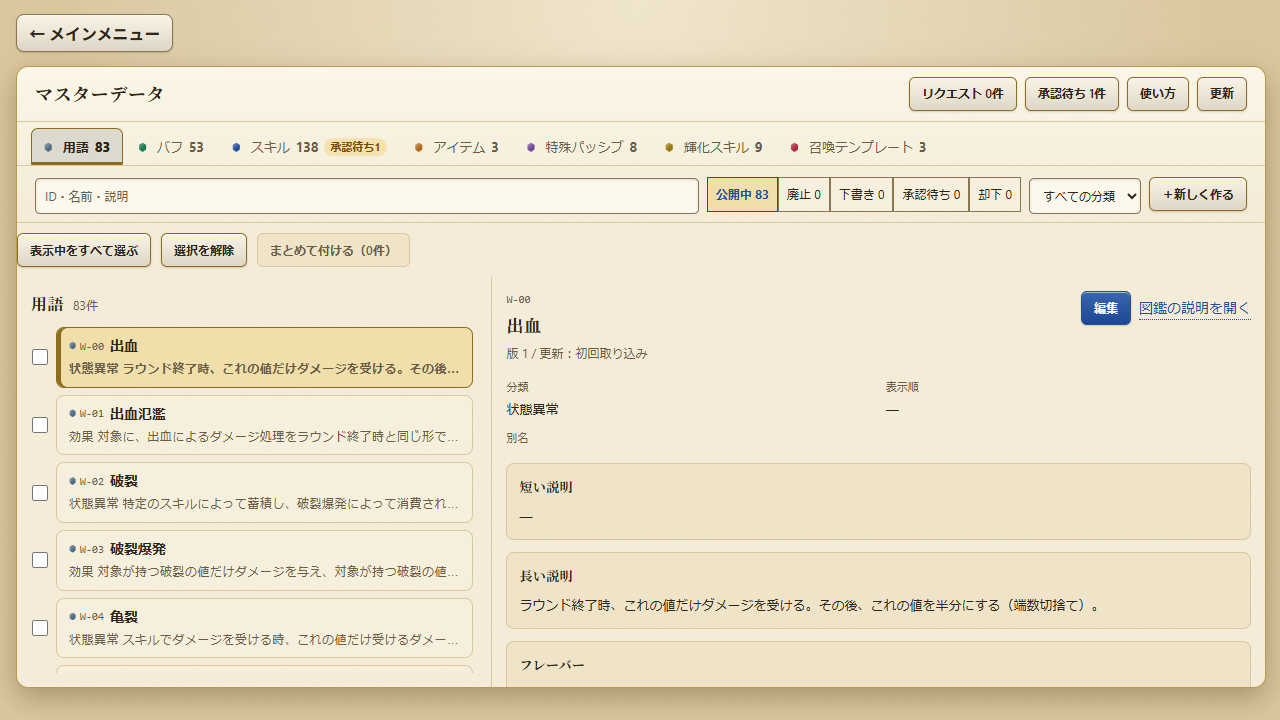 ← メインメニュー
マスターデータ
リクエスト 0件
承認待ち 1件
使い方
更新
用語 83
バフ 53
スキル 138 承認待ち1
アイテム 3
特殊パッシブ 8
輝化スキル 9
召喚テンプレート 3
ID・名前・説明
公開中 83
廃止 0
下書き 0
承認待ち 0
却下 0
すべての分類
+新しく作る
表示中をすべて選ぶ
選択を解除
まとめて付ける（0件）
用語 83件
W-00 出血
状態異常 ラウンド終了時、これの値だけダメージを受ける。その後…
W-01 出血氾濫
効果 対象に、出血によるダメージ処理をラウンド終了時と同じ形で…
W-02 破裂
状態異常 特定のスキルによって蓄積し、破裂爆発によって消費され…
W-03 破裂爆発
効果 対象が持つ破裂の値だけダメージを与え、対象が持つ破裂の値…
W-04 亀裂
状態異常 スキルでダメージを受ける時、これの値だけ受けるダメー…
W-00
出血
版 1 / 更新：初回取り込み
編集
図鑑の説明を開く
分類
状態異常
表示順
—
別名
短い説明
—
長い説明
ラウンド終了時、これの値だけダメージを受ける。その後、これの値を半分にする（端数切捨て）。
フレーバー